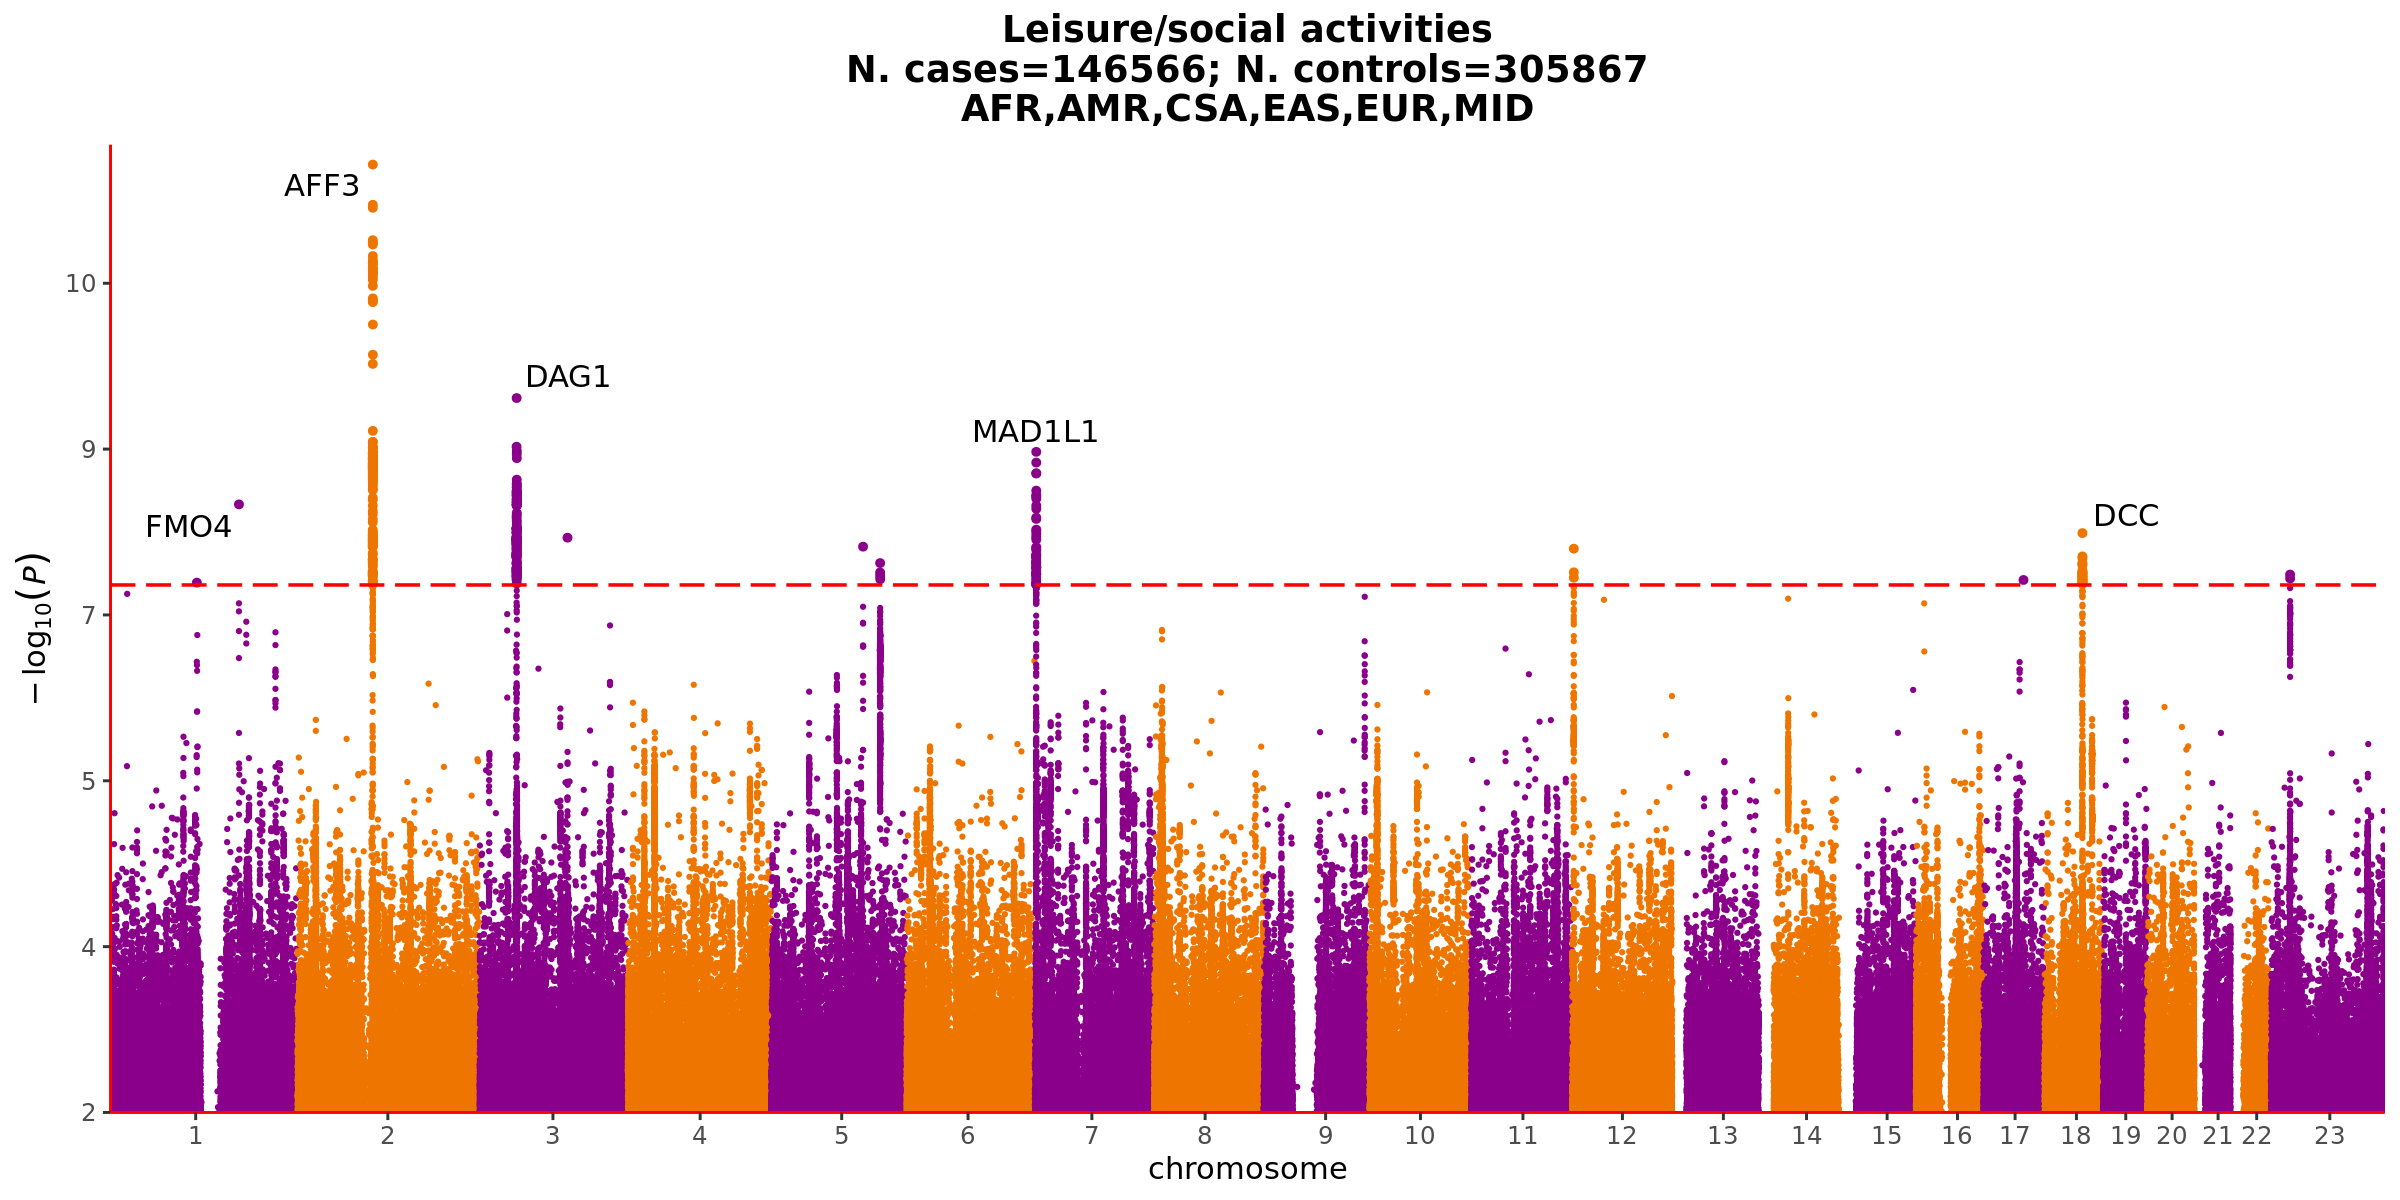 Leisure/social activities
N. cases=146566; N. controls=305867
AFR,AMR,CSA,EAS,EUR,MID
AFF3
10
DAG1
9
MAD1L1
FMO4
DCC
−log10(P)
7
5
4
2
1 2 3 4 5 6 7 8 9 10 11 12 13 14 15 16 17 18 19 20 21 22 23
chromosome